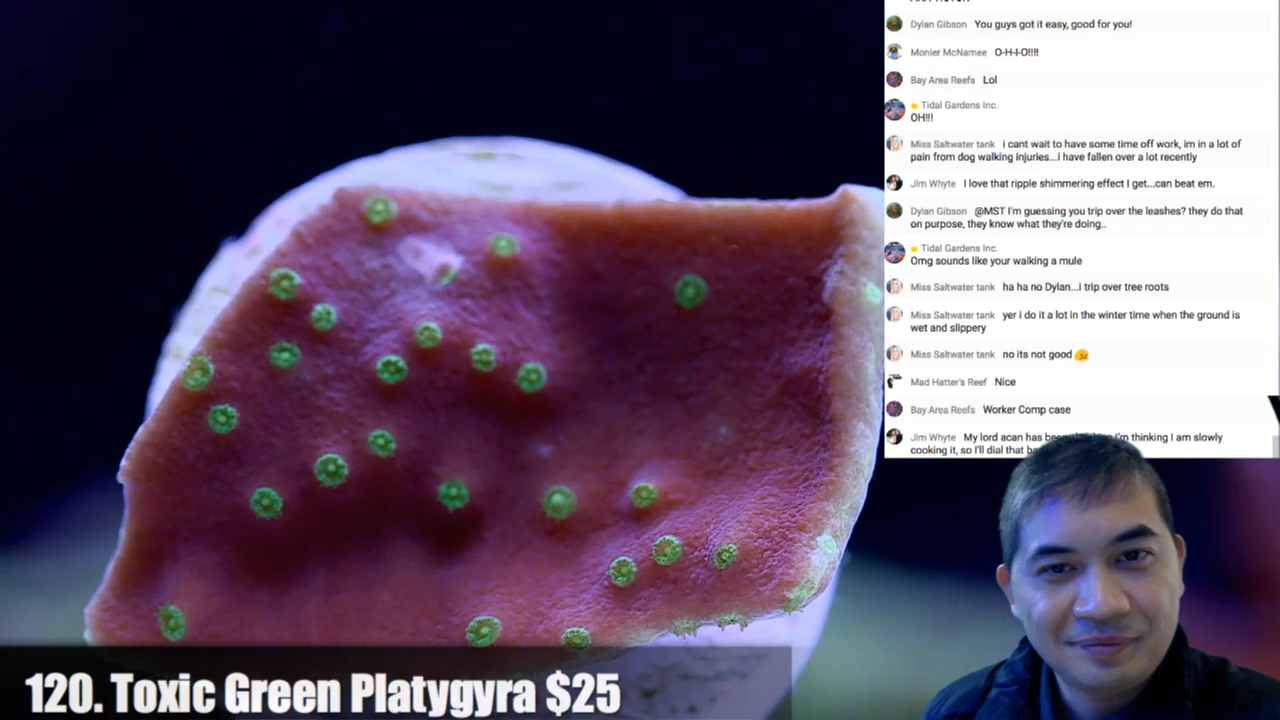 Dylan Gibson You guys got it easy, good for you!
Monier McNamee O-H-I-O!!!!
Bay Area Reefs Lol
Tidal Gardens Inc.
OH!!!
Miss Saltwater tank i cant wait to have some time off work, im in a lot of
pain from dog walking injuries...i have fallen over a lot recently
Jim Whyte I love that ripple shimmering effect I get...can beat em.
Dylan Gibson @MST I'm guessing you trip over the leashes? they do that
on purpose, they know what they're doing..
Tidal Gardens Inc.
Omg sounds like your walking a mule
Miss Saltwater tank ha ha no Dylan...i trip over tree roots
Miss Saltwater tank yer i do it a lot in the winter time when the ground is
wet and slippery
Miss Saltwater tank no its not good
Mad Hatter's Reef Nice
Bay Area Reefs Worker Comp case
Jim Whyte My lord acan has I'm thinking I am slowly
cooking it, so I'll dial that
120. Toxic Green Platygyra $25